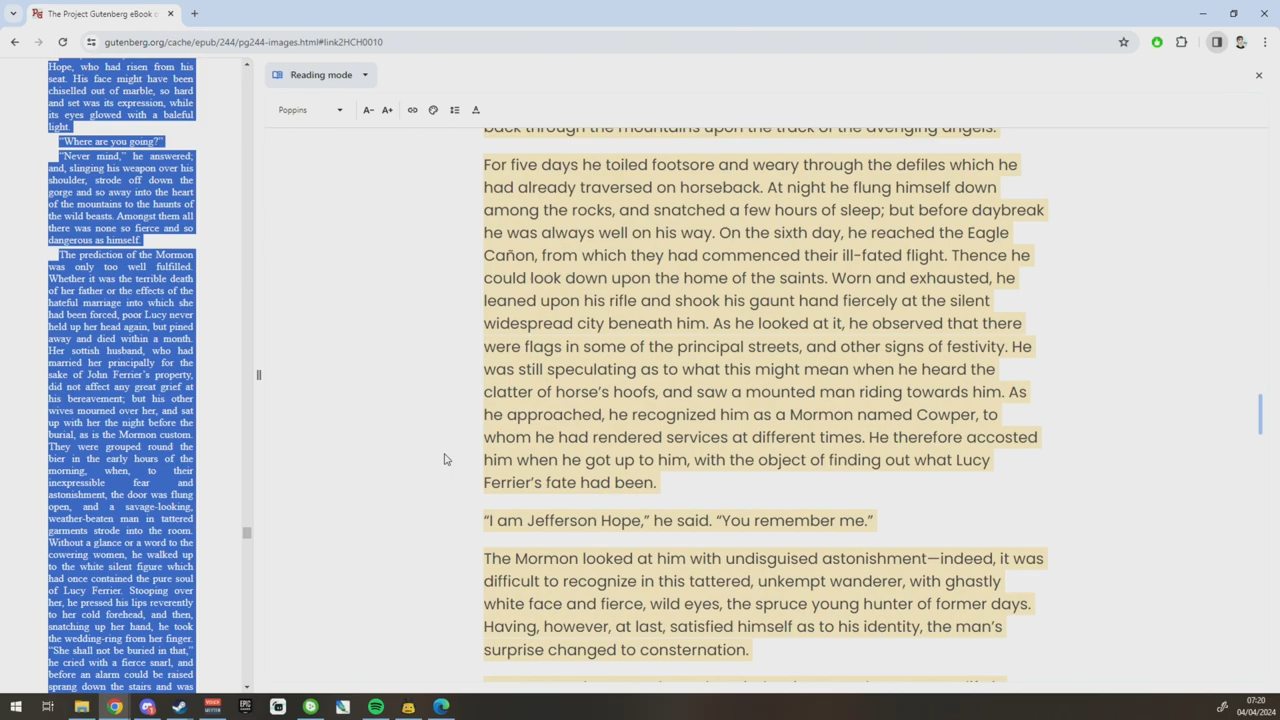 The Project Gutenberg eBook o
gutenberg.org/cache/epub/244/pg244-images.html#link2HCH0010
Hope, who had risen from his
seat. His face might have been
chiselled out of marble, so hard
and set was its expression, while
its eyes glowed with a baleful
light.
“Where are you going?”
“Never mind,” he answered;
and, slinging his weapon over his
shoulder, strode off down the
gorge and so away into the heart
of the mountains to the haunts of
the wild beasts. Amongst them all
there was none so fierce and so
dangerous as himself.
The prediction of the Mormon
was only too well fulfilled.
Whether it was the terrible death
of her father or the effects of the
hateful marriage into which she
had been forced, poor Lucy never
held up her head again, but pined
away and died within a month.
Her sottish husband, who had
married her principally for the
sake of John Ferrier’s property,
did not affect any great grief at
his bereavement; but his other
wives mourned over her, and sat
up with her the night before the
burial, as is the Mormon custom.
They were grouped round the
bier in the early hours of the
morning, when, to their
inexpressible fear and
astonishment, the door was flung
open, and a savage-looking,
weather-beaten man in tattered
garments strode into the room.
Without a glance or a word to the
cowering women, he walked up
to the white silent figure which
had once contained the pure soul
of Lucy Ferrier. Stooping over
her, he pressed his lips reverently
to her cold forehead, and then,
snatching up her hand, he took
the wedding-ring from her finger.
“She shall not be buried in that,”
he cried with a fierce snarl, and
before an alarm could be raised
sprang down the stairs and was
Reading mode
Poppins
A-
A+
back through the mountains upon the track of the avenging angels.
For five days he toiled footsore and weary through the defiles which he
had already traversed on horseback. At night he flung himself down
among the rocks, and snatched a few hours of sleep; but before daybreak
he was always well on his way. On the sixth day, he reached the Eagle
Cañon, from which they had commenced their ill-fated flight. Thence he
could look down upon the home of the saints. Worn and exhausted, he
leaned upon his rifle and shook his gaunt hand fiercely at the silent
widespread city beneath him. As he looked at it, he observed that there
were flags in some of the principal streets, and other signs of festivity. He
was still speculating as to what this might mean when he heard the
clatter of horse’s hoofs, and saw a mounted man riding towards him. As
he approached, he recognized him as a Mormon named Cowper, to
whom he had rendered services at different times. He therefore accosted
him when he got up to him, with the object of finding out what Lucy
Ferrier’s fate had been.
“I am Jefferson Hope,” he said. “You remember me.”
The Mormon looked at him with undisguised astonishment—indeed, it was
difficult to recognize in this tattered, unkempt wanderer, with ghastly
white face and fierce, wild eyes, the spruce young hunter of former days.
Having, however, at last, satisfied himself as to his identity, the man’s
surprise changed to consternation.
07:20
04/04/2024